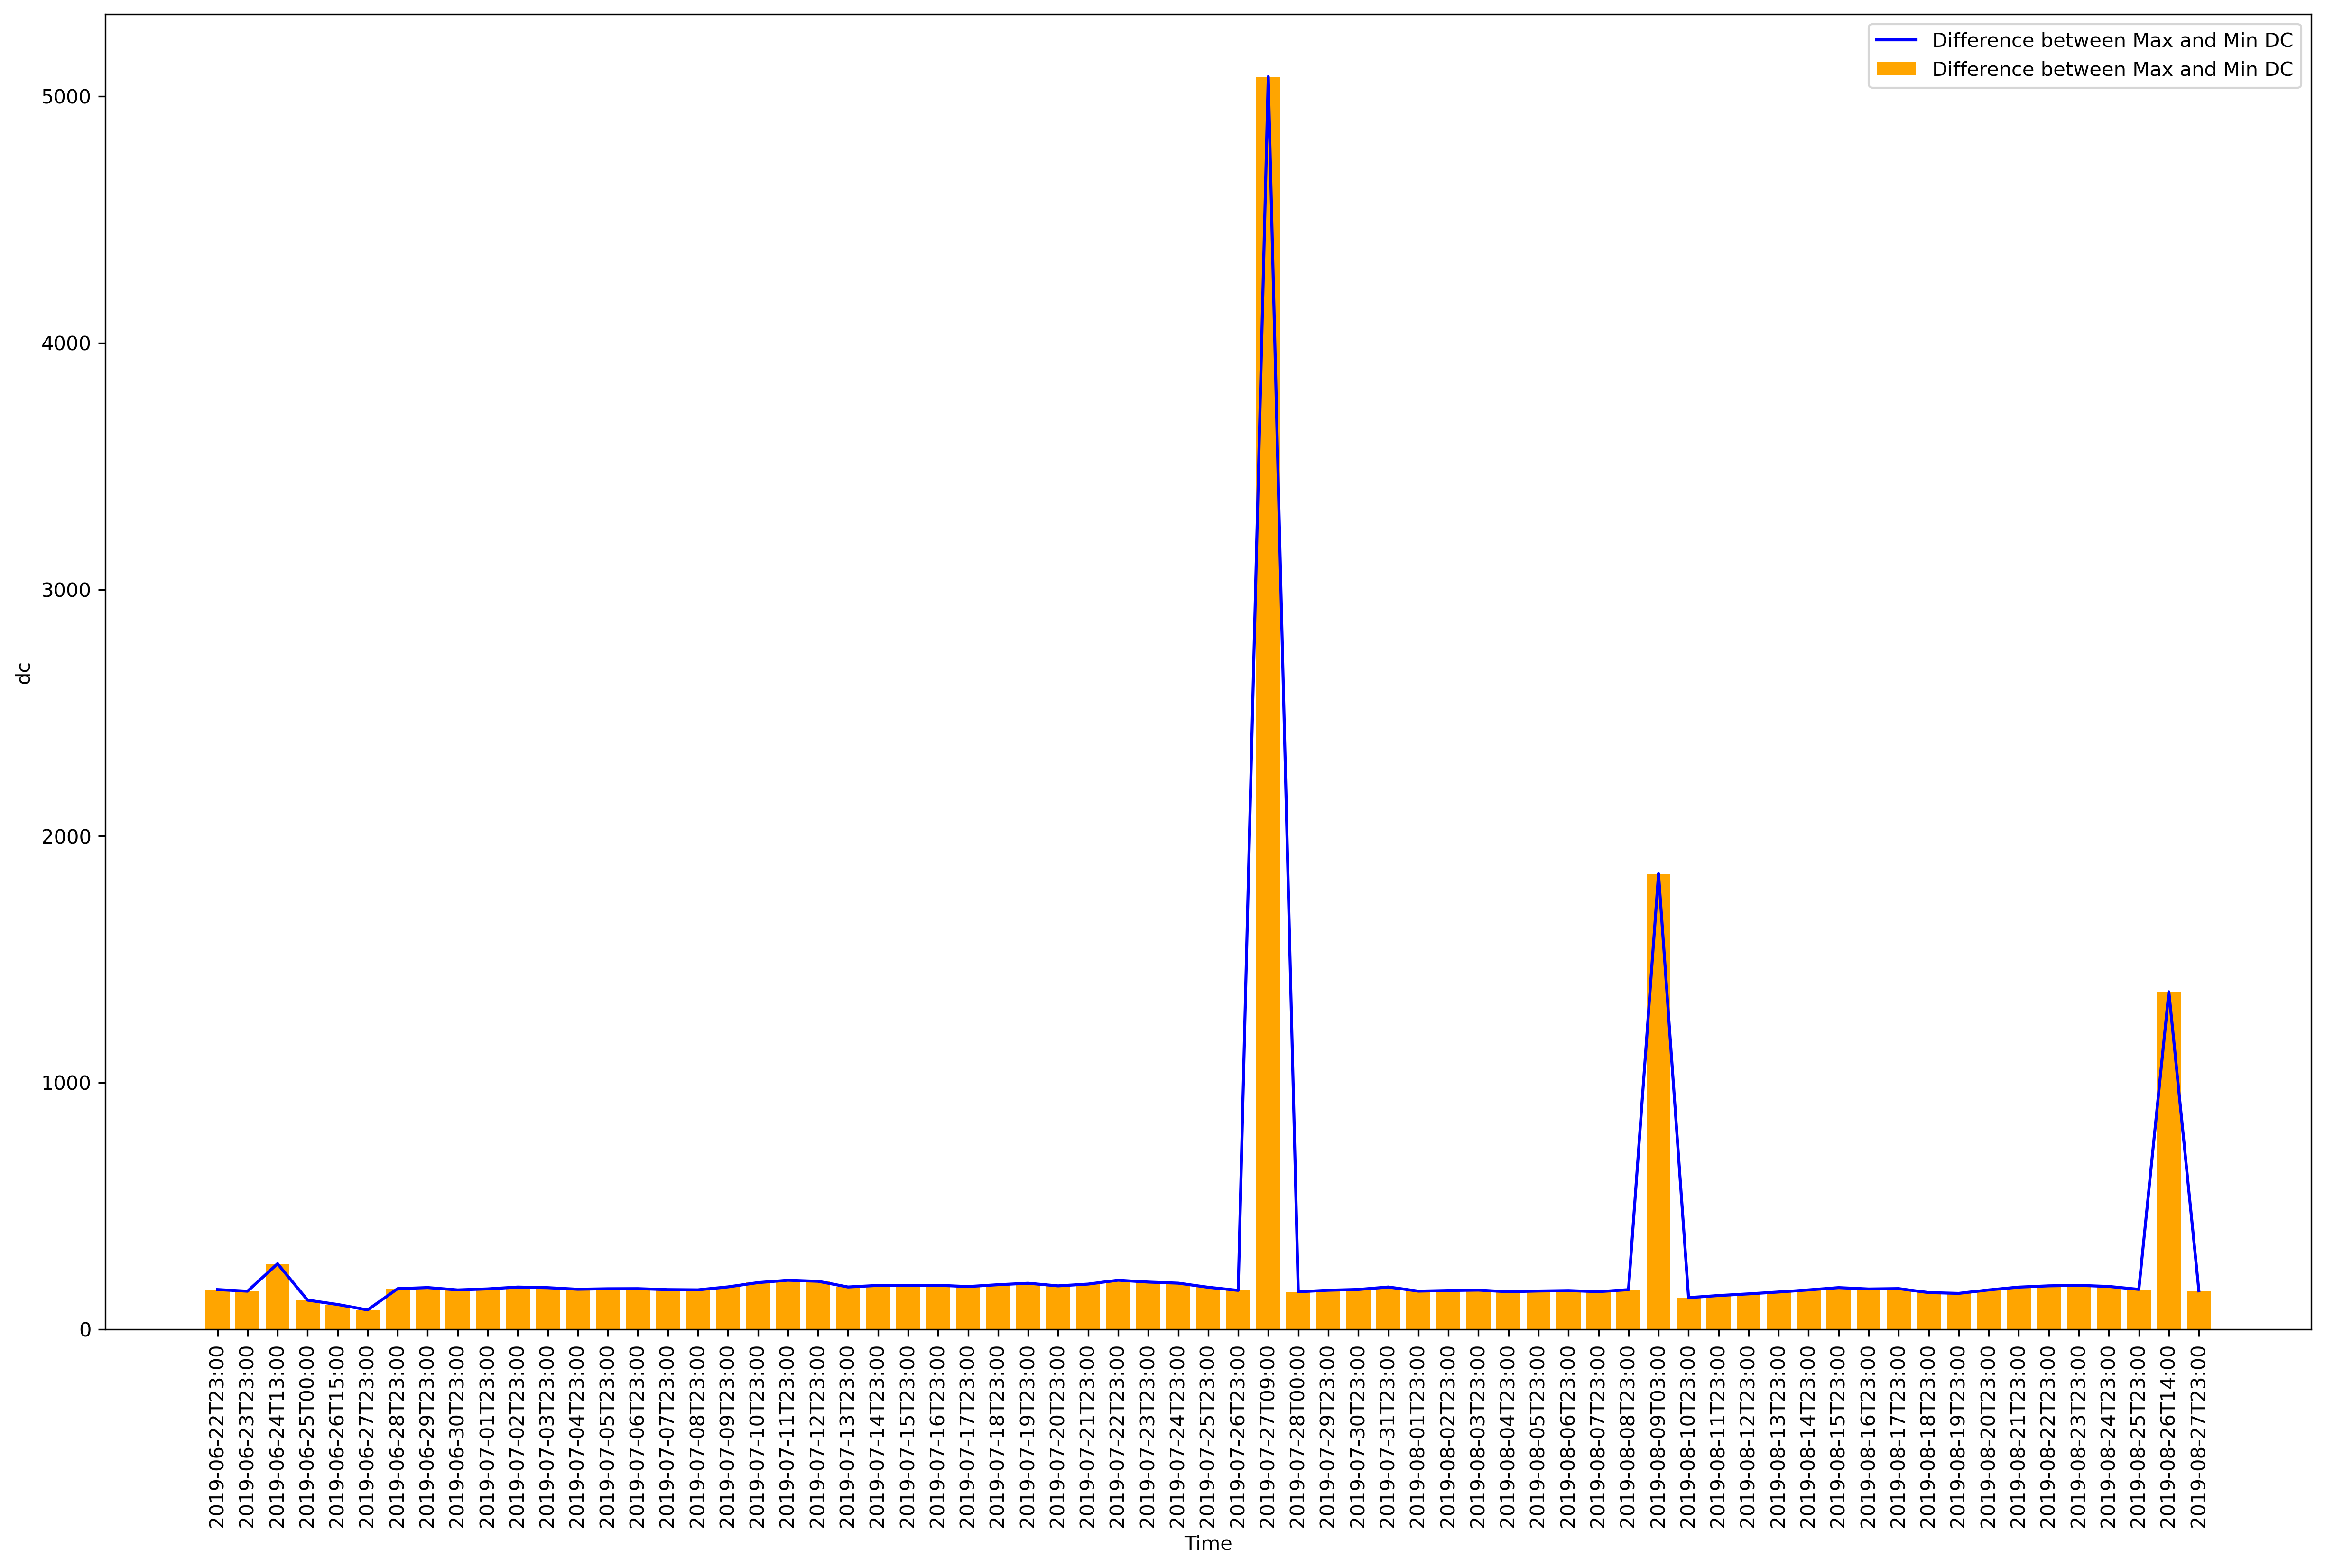 Difference between Max and Min DC
Difference between Max and Min DC
5000
4000
3000
2000
1000
0
dc
2019-06-22T23:00
2019-06-23T23:00
2019-06-24T13:00
2019-06-25T00:00
2019-06-26T15:00
2019-06-27T23:00
2019-06-28T23:00
2019-06-29T23:00
2019-06-30T23:00
2019-07-01T23:00
2019-07-02T23:00
2019-07-03T23:00
2019-07-04T23:00
2019-07-05T23:00
2019-07-06T23:00
2019-07-07T23:00
2019-07-08T23:00
2019-07-09T23:00
2019-07-10T23:00
2019-07-11T23:00
2019-07-12T23:00
2019-07-13T23:00
2019-07-14T23:00
2019-07-15T23:00
2019-07-16T23:00
2019-07-17T23:00
2019-07-18T23:00
2019-07-19T23:00
2019-07-20T23:00
2019-07-21T23:00
2019-07-22T23:00
2019-07-23T23:00
2019-07-24T23:00
2019-07-25T23:00
2019-07-26T23:00
2019-07-27T09:00
2019-07-28T00:00
2019-07-29T23:00
2019-07-30T23:00
2019-07-31T23:00
2019-08-01T23:00
2019-08-02T23:00
2019-08-03T23:00
2019-08-04T23:00
2019-08-05T23:00
2019-08-06T23:00
2019-08-07T23:00
2019-08-08T23:00
2019-08-09T03:00
2019-08-10T23:00
2019-08-11T23:00
2019-08-12T23:00
2019-08-13T23:00
2019-08-14T23:00
2019-08-15T23:00
2019-08-16T23:00
2019-08-17T23:00
2019-08-18T23:00
2019-08-19T23:00
2019-08-20T23:00
2019-08-21T23:00
2019-08-22T23:00
2019-08-23T23:00
2019-08-24T23:00
2019-08-25T23:00
2019-08-26T14:00
2019-08-27T23:00
Time